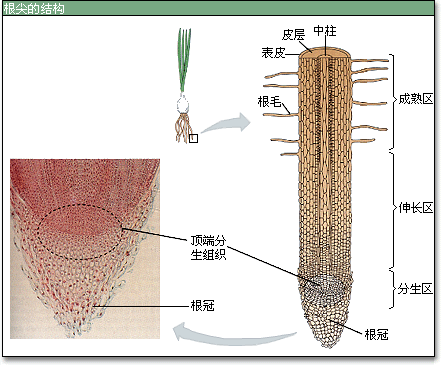 根尖的结构
中柱
皮层
表皮
根毛
成熟区
伸长区
顶端分
生组织
分生区
根冠
根冠